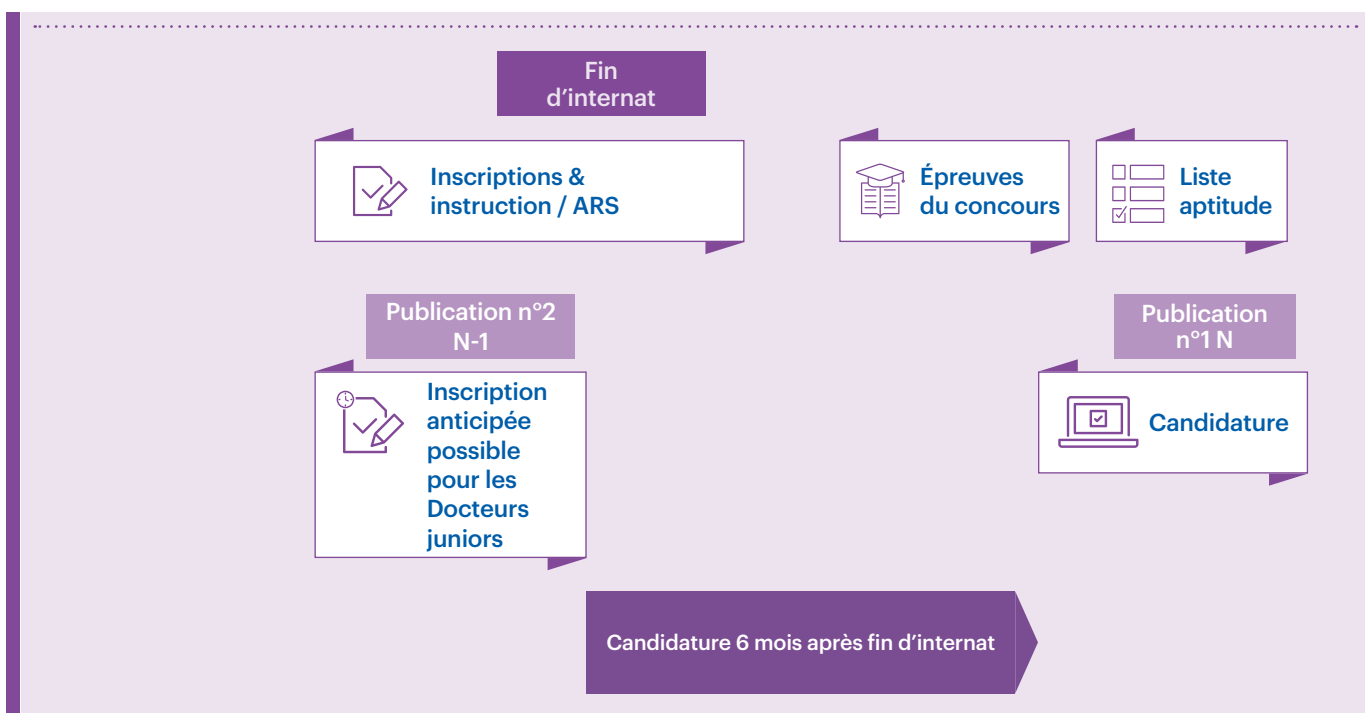 Fin
d’internat
Inscriptions &
instruction / ARS
Épreuves
du concours
Liste
aptitude
Publication n°2
N-1
Publication
n°1 N
Inscription
anticipée
possible
pour les
Docteurs
juniors
Candidature
Candidature 6 mois après fin d’internat